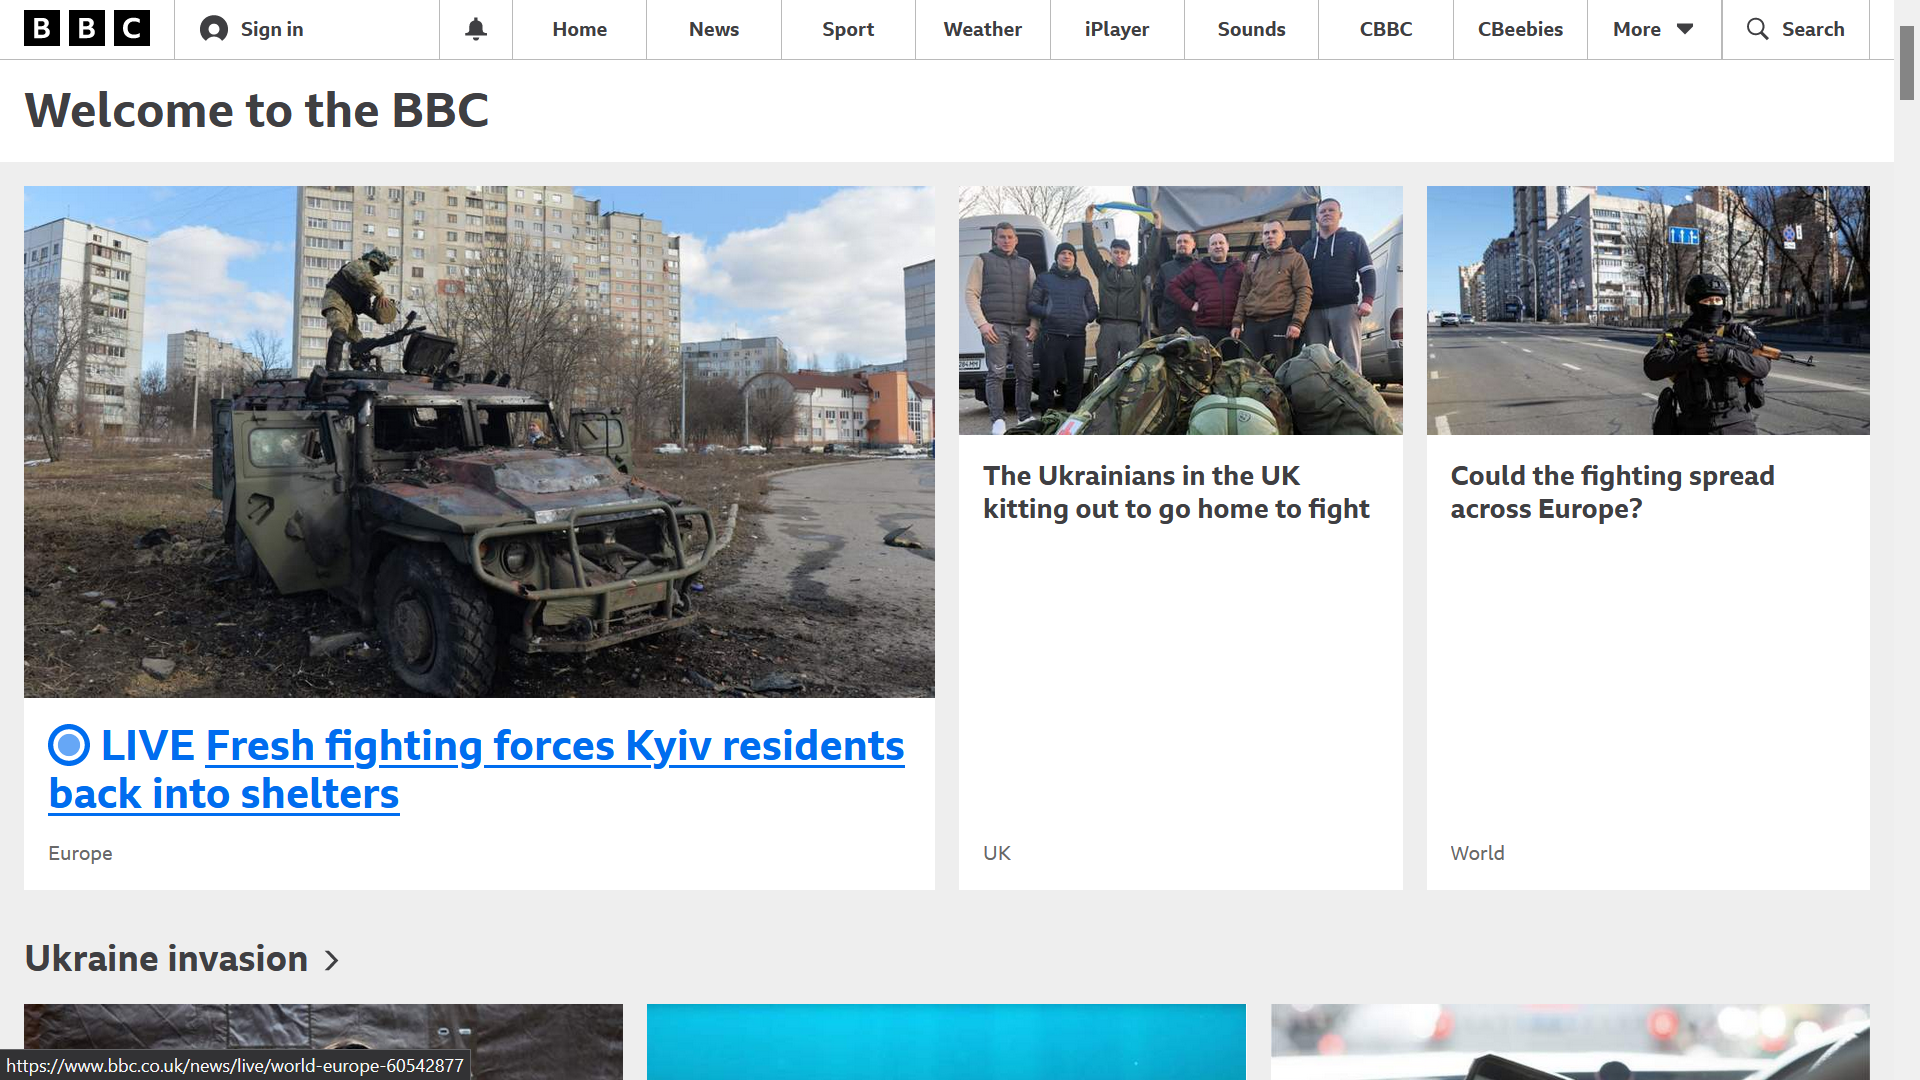 BBC
Sign in
Home
News
Sport
Weather
iPlayer
Sounds
CBBC
CBeebies
More
Search
Welcome to the BBC
LIVE Fresh fighting forces Kyiv residents
back into shelters
Europe
The Ukrainians in the UK
kitting out to go home to fight
UK
Could the fighting spread
across Europe?
World
Ukraine invasion
https://www.bbc.co.uk/news/live/world-europe-60542877